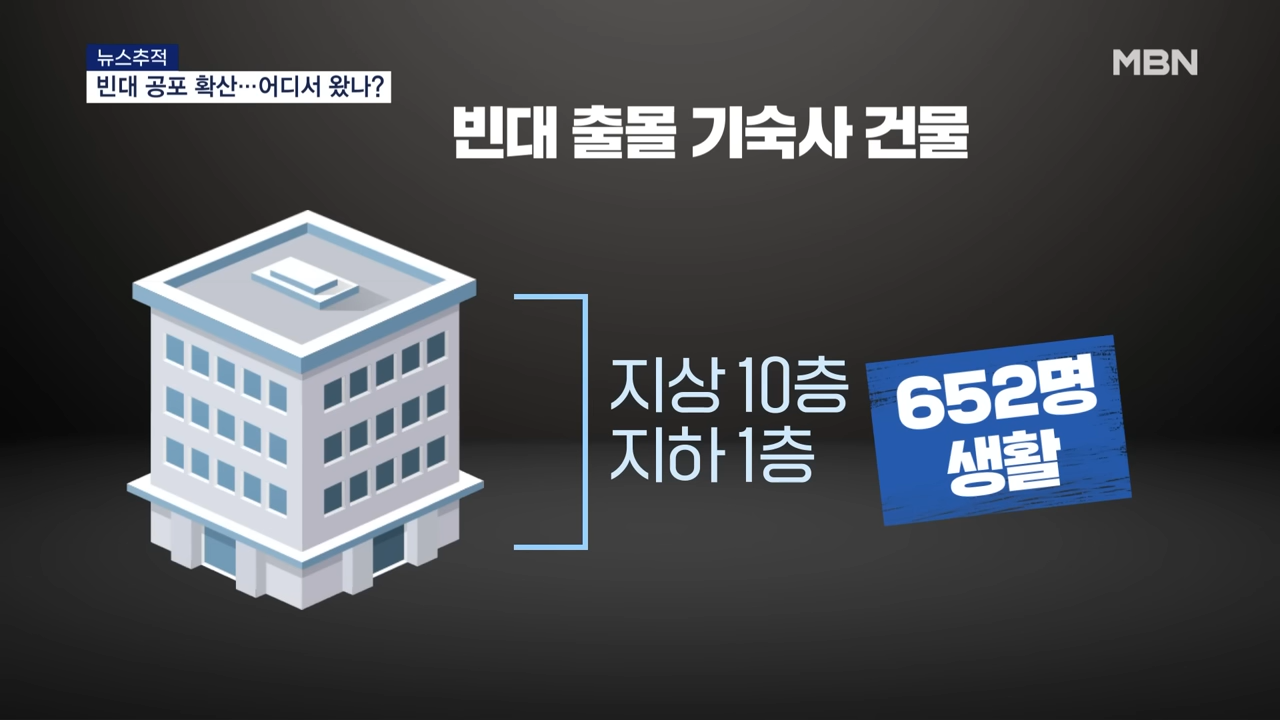 뉴스추적
빈대 공포 확산…어디서 왔나?
MBN
빈대 출몰 기숙사 건물
지상 10층
지하 1층
652명
생활